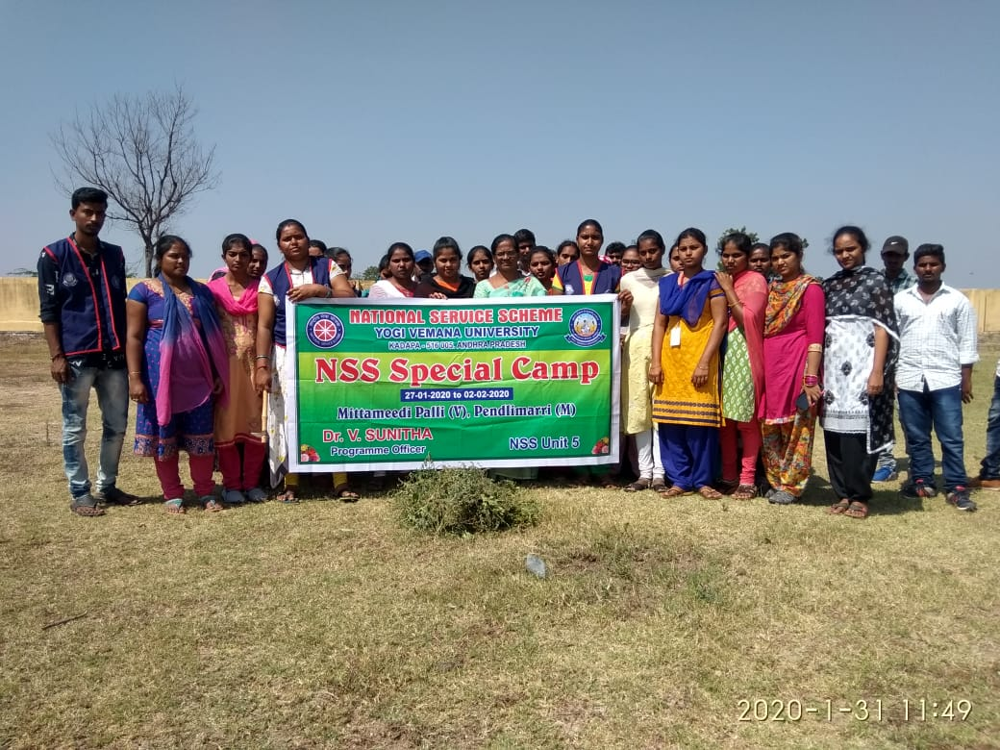 NATIONAL SERVICE SCHEME
YOGI VEMANA UNIVERSITY
KADAPA - 516 005, ANDHRA PRADESH
NSS Special Camp
27-01-2020 to 02-02-2020
Mittameedi Palli (V), Pendlimarri (M)
Dr. V. SUNITHA
Programme Officer
NSS Unit 5
2020-1-31 11:49